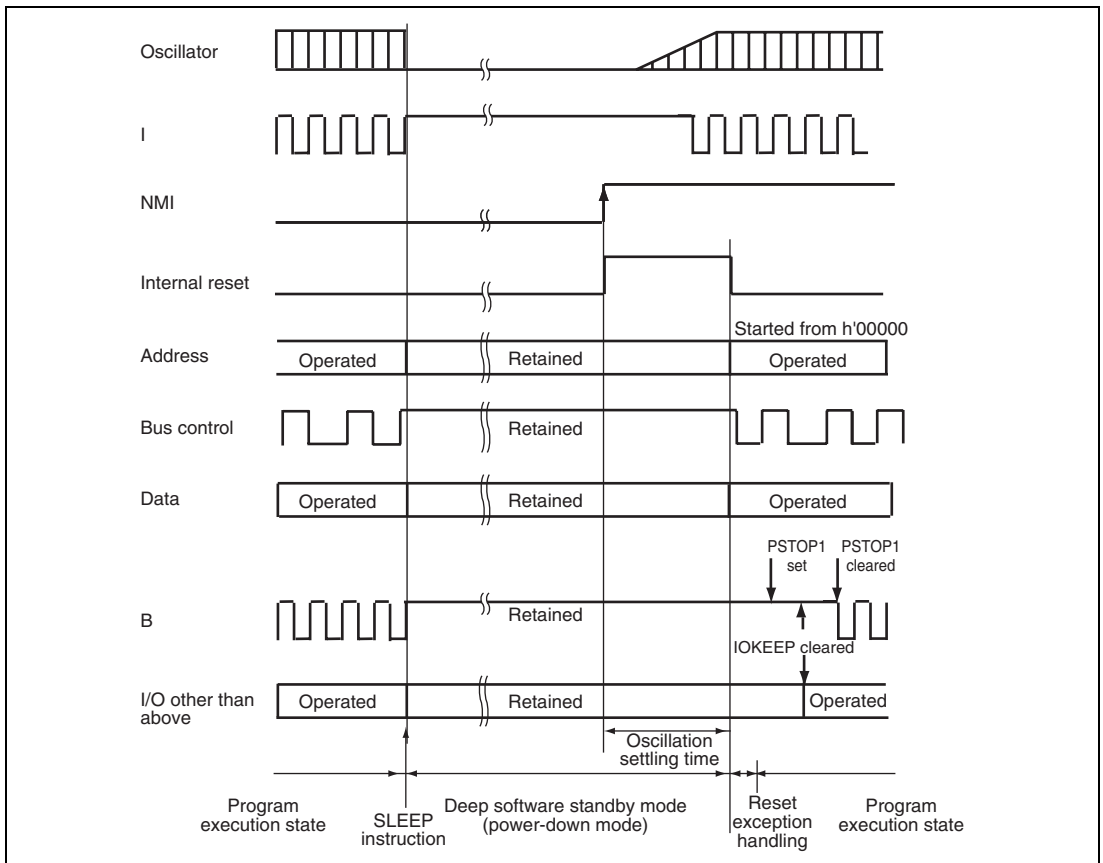 Oscillator
I
NMI
Internal reset
Started from h'00000
Address
Operated
Retained
Operated
Bus control
Retained
Data
Operated
Retained
Operated
PSTOP1
set
PSTOP1
cleared
B
Retained
IOKEEP cleared
I/O other than
above
Operated
Retained
Operated
Oscillation
settling time
Program
execution state
SLEEP
instruction
Deep software standby mode
(power-down mode)
Reset
exception
handling
Program
execution state